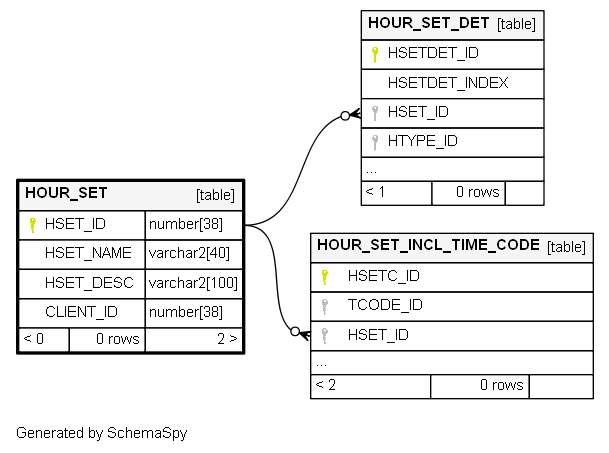 HOUR_SET_DET [table]
HSETDET_ID
HSETDET_INDEX
HSET_ID
HTYPE_ID
...
< 1 0 rows
HOUR_SET [table]
HSET_ID number[38]
HSET_NAME varchar2[40]
HSET_DESC varchar2[100]
CLIENT_ID number[38]
< 0 0 rows 2 >
HOUR_SET_INCL_TIME_CODE [table]
HSETC_ID
TCODE_ID
HSET_ID
...
< 2 0 rows
Generated by SchemaSpy